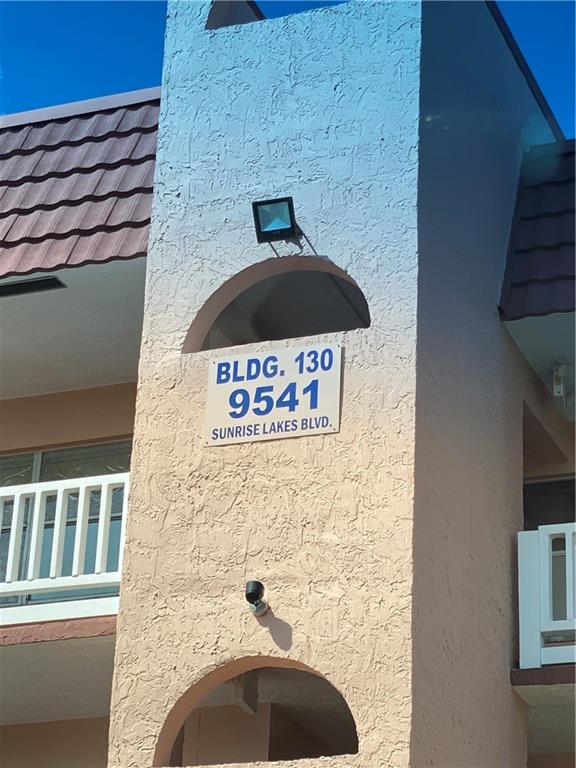 BLDG. 130
9541
SUNRISE LAKES BLVD.